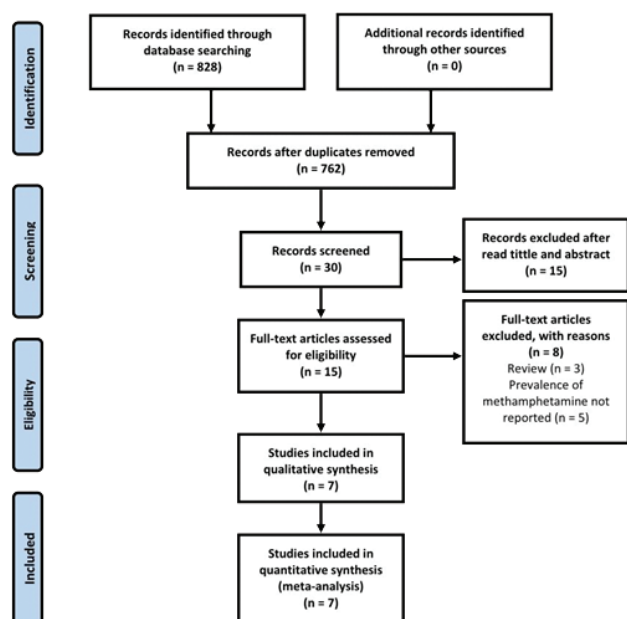 Identification
Records identified through
database searching
(n = 828)
Additional records identified
through other sources
(n = 0)
Records after duplicates removed
(n = 762)
Screening
Records screened
(n = 30)
Records excluded after
read tittle and abstract
(n = 15)
Eligibility
Full-text articles assessed
for eligibility
(n = 15)
Full-text articles
excluded, with reasons
(n = 8)
Review (n = 3)
Prevalence of
methamphetamine not
reported (n = 5)
Studies included in
qualitative synthesis
(n = 7)
Included
Studies included in
quantitative synthesis
(meta-analysis)
(n = 7)